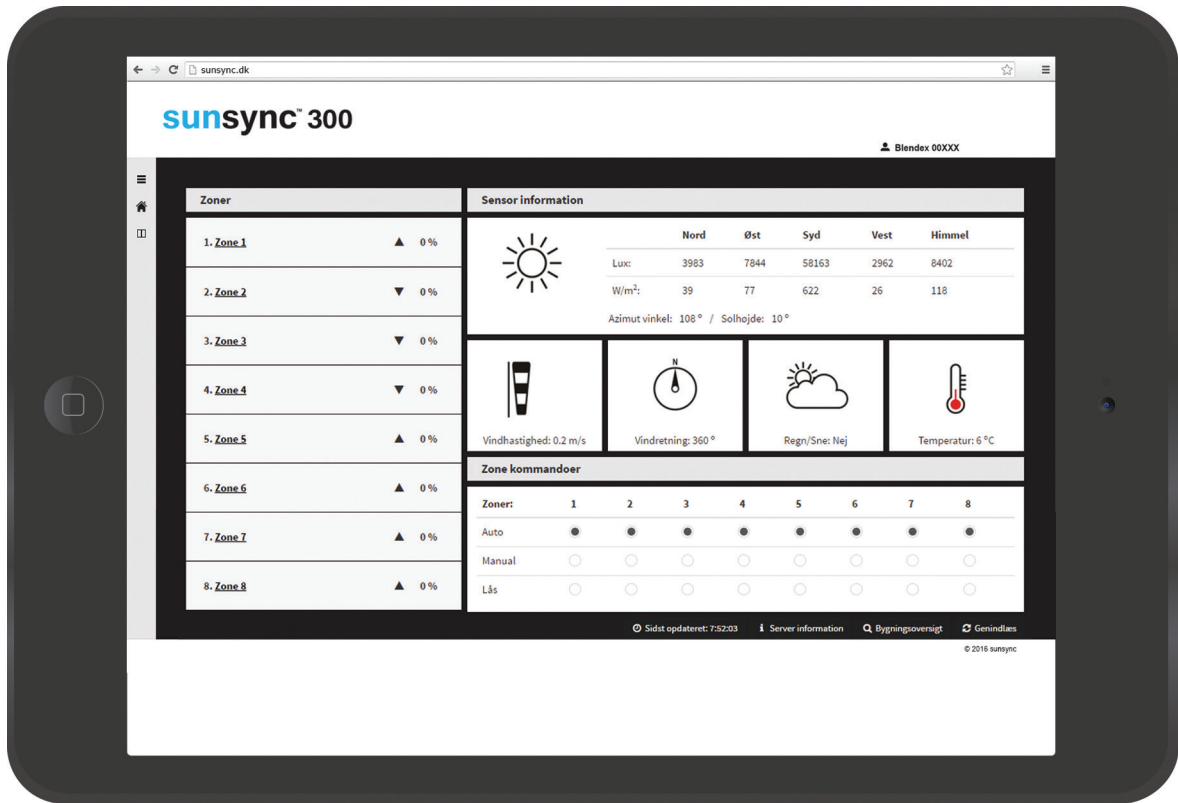 sunsync.dk
sunsync™ 300
Blendex 00XXX
Zoner
1. Zone 1 ▲ 0 %
2. Zone 2 ▼ 0 %
3. Zone 3 ▼ 0 %
4. Zone 4 ▼ 0 %
5. Zone 5 ▲ 0 %
6. Zone 6 ▲ 0 %
7. Zone 7 ▲ 0 %
8. Zone 8 ▲ 0 %
Sensor information
Nord Øst Syd Vest Himmel
Lux: 3983 7844 58163 2962 8402
W/m²: 39 77 622 26 118
Azimut vinkel: 108 º / Solhøjde: 10 º
Vindhastighed: 0.2 m/s
N
Vindretning: 360 º
Regn/Sne: Nej
Temperatur: 6 ºC
Zone kommandoer
Zoner: 1 2 3 4 5 6 7 8
Auto
Manual
Lås
Sidst opdateret: 7:52:03 Server information Bygningsoversigt Genindlæs
© 2016 sunsync